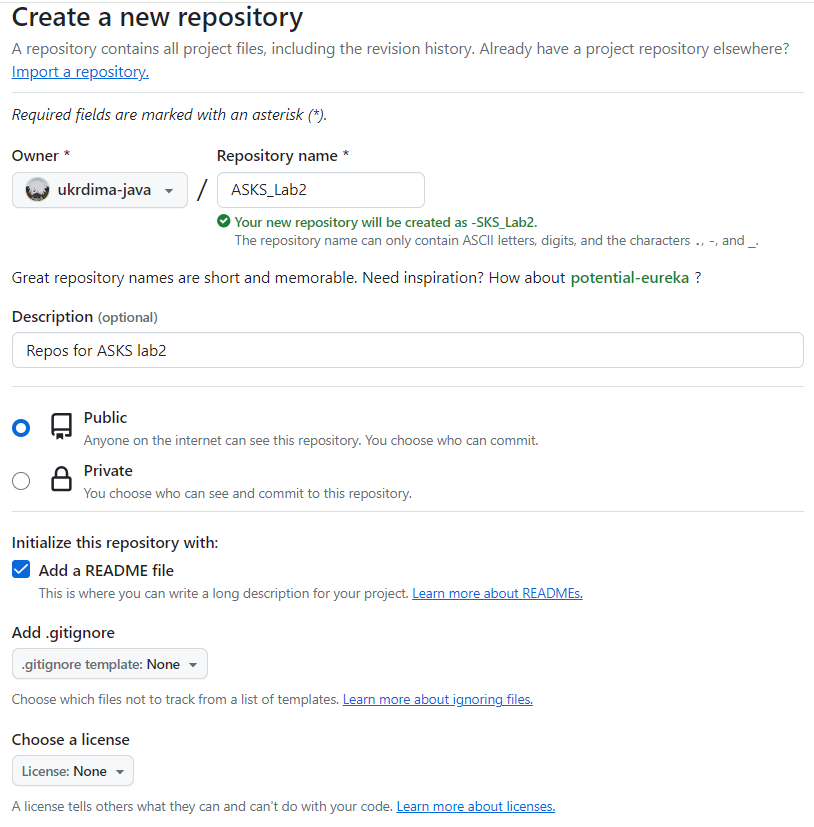 Create a new repository
A repository contains all project files, including the revision history. Already have a project repository elsewhere?
Import a repository.
Required fields are marked with an asterisk (*).
Owner *
Repository name *
ukrdima-java
/
ASKS_Lab2
Your new repository will be created as -SKS_Lab2.
The repository name can only contain ASCII letters, digits, and the characters ., -, and _.
Great repository names are short and memorable. Need inspiration? How about potential-eureka ?
Description (optional)
Repos for ASKS lab2
Public
Anyone on the internet can see this repository. You choose who can commit.
Private
You choose who can see and commit to this repository.
Initialize this repository with:
Add a README file
This is where you can write a long description for your project. Learn more about READMEs.
Add .gitignore
.gitignore template: None
Choose which files not to track from a list of templates. Learn more about ignoring files.
Choose a license
License: None
A license tells others what they can and can't do with your code. Learn more about licenses.